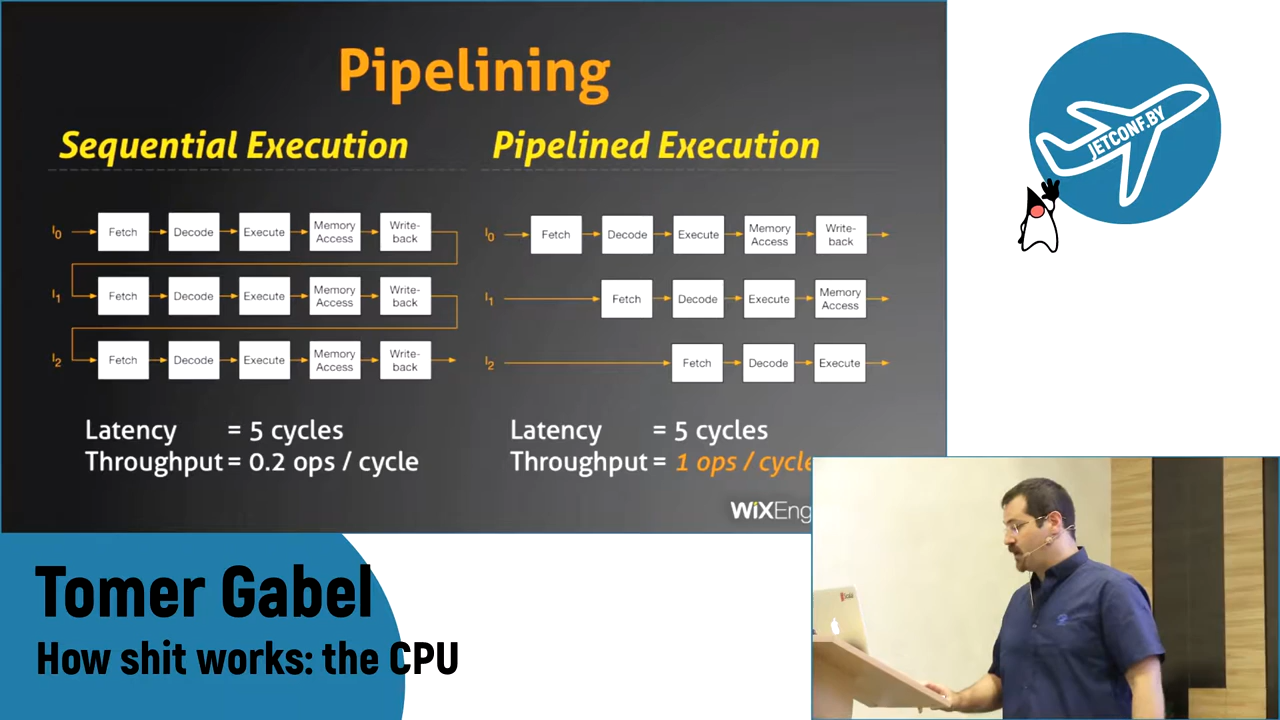 Pipelining
Sequential Execution
I0 Fetch Decode Execute Memory Access Write-back
I1 Fetch Decode Execute Memory Access Write-back
I2 Fetch Decode Execute Memory Access Write-back
Latency = 5 cycles
Throughput = 0.2 ops / cycle
Pipelined Execution
I0 Fetch Decode Execute Memory Access Write-back
I1 Fetch Decode Execute Memory Access
I2 Fetch Decode Execute
Latency = 5 cycles
Throughput = 1 ops / cycle
WiXEng
JETCONF.BY
Tomer Gabel
How shit works: the CPU